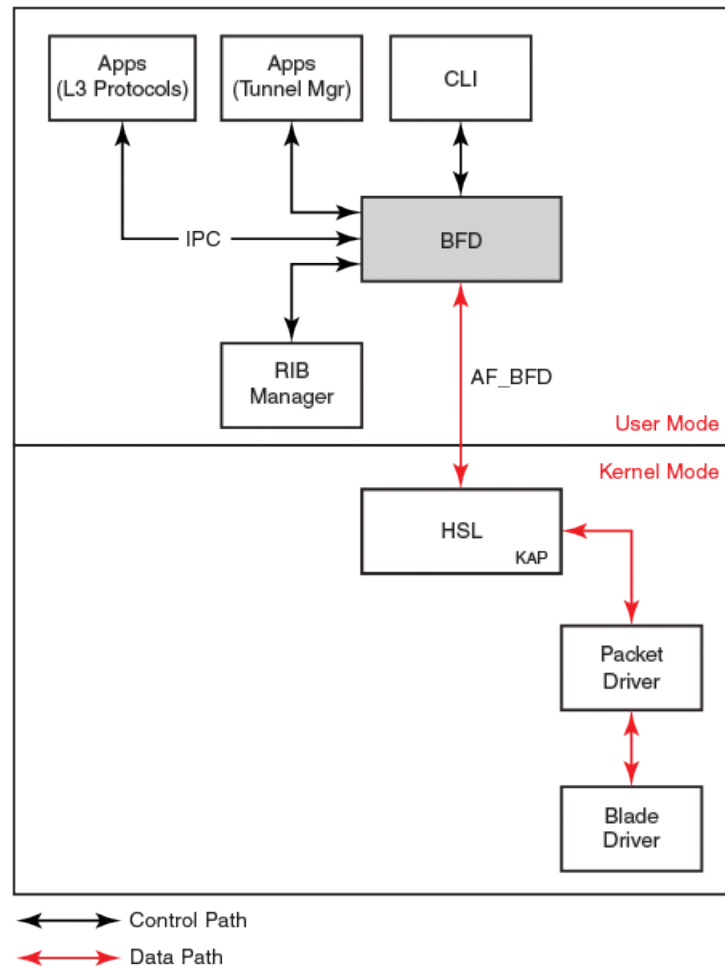 Apps
(L3 Protocols)
Apps
(Tunnel Mgr)
CLI
IPC
BFD
RIB
Manager
AF_BFD
User Mode
Kernel Mode
HSL
KAP
Packet
Driver
Blade
Driver
Control Path
Data Path